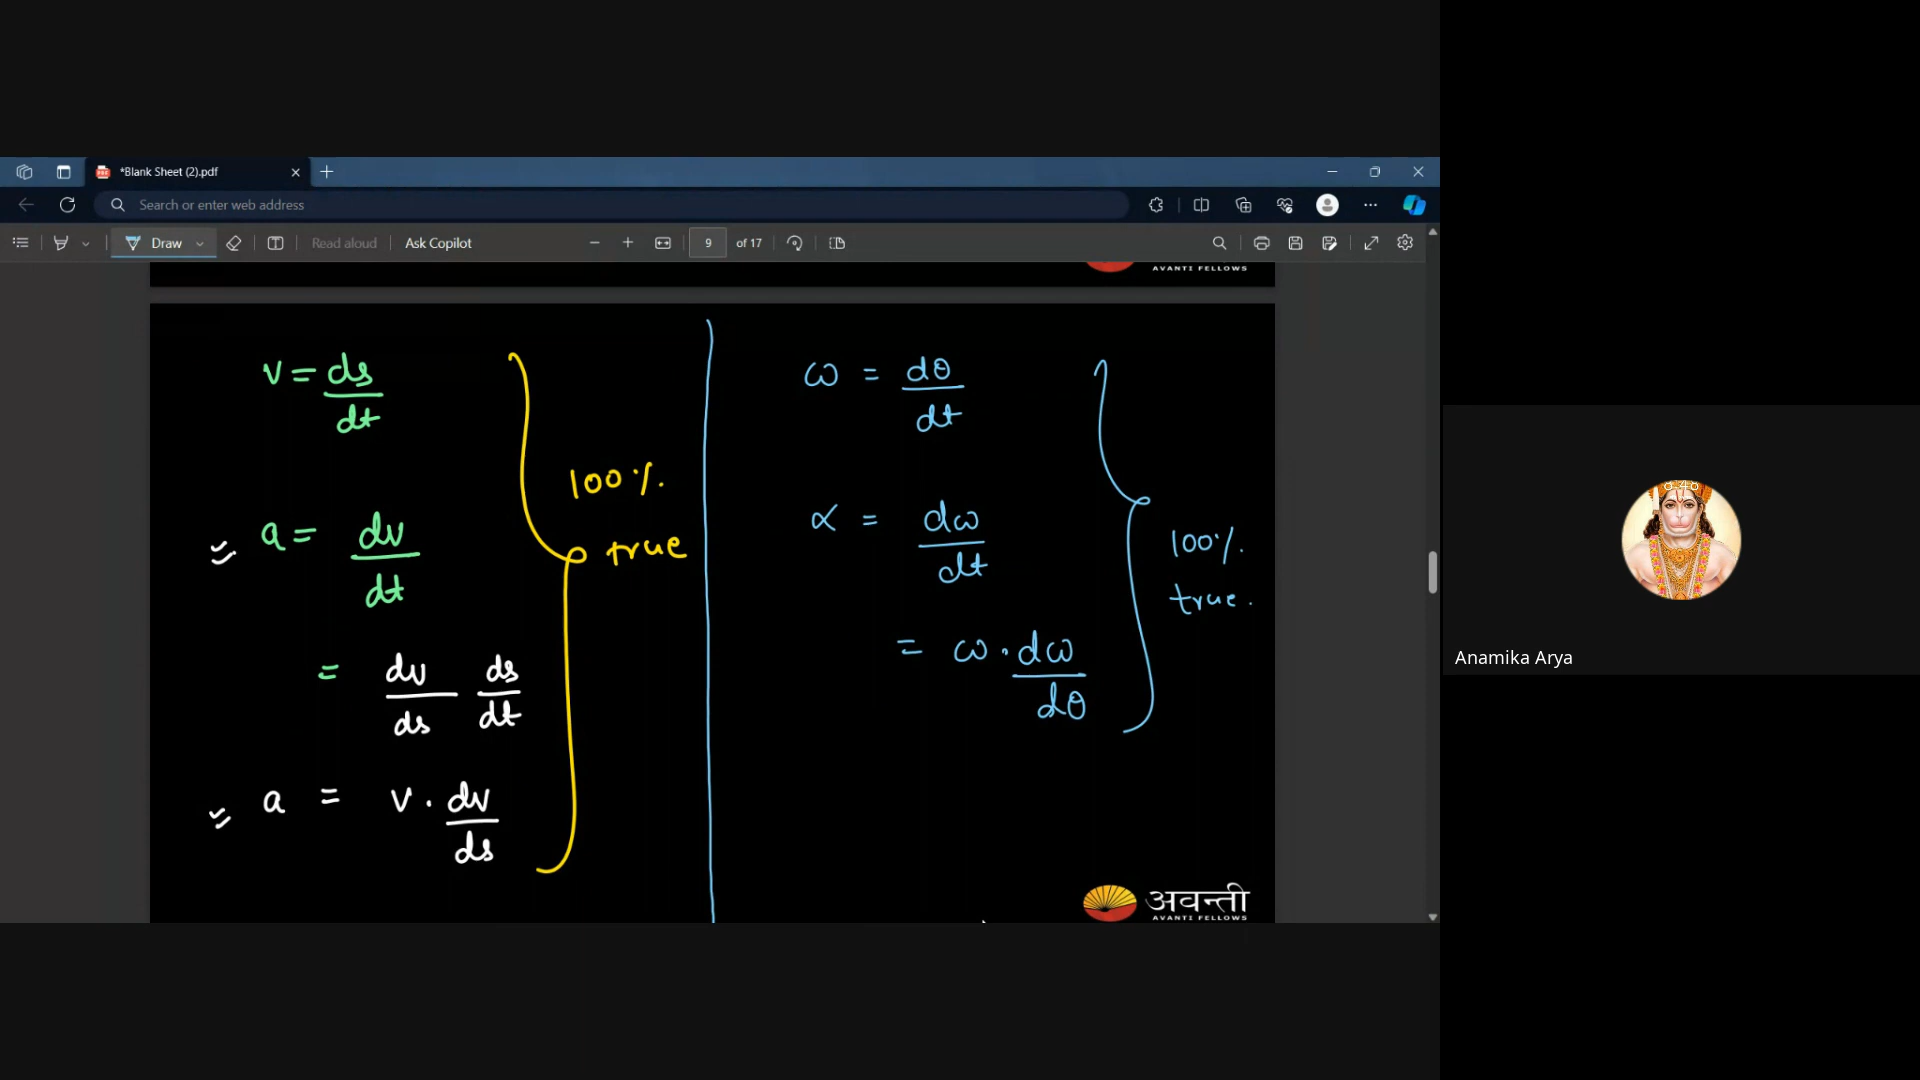 *Blank Sheet (2).pdf
Search or enter web address
Draw
Read aloud
Ask Copilot
9 of 17
AVANTI FELLOWS
v = ds/dt
a = dv/dt
= dv/ds ds/dt
a = v · dv/ds
100%
true
ω = dθ/dt
α = dω/dt
= ω · dω/dθ
100%
true.
अवन्ती
AVANTI FELLOWS
Anamika Arya